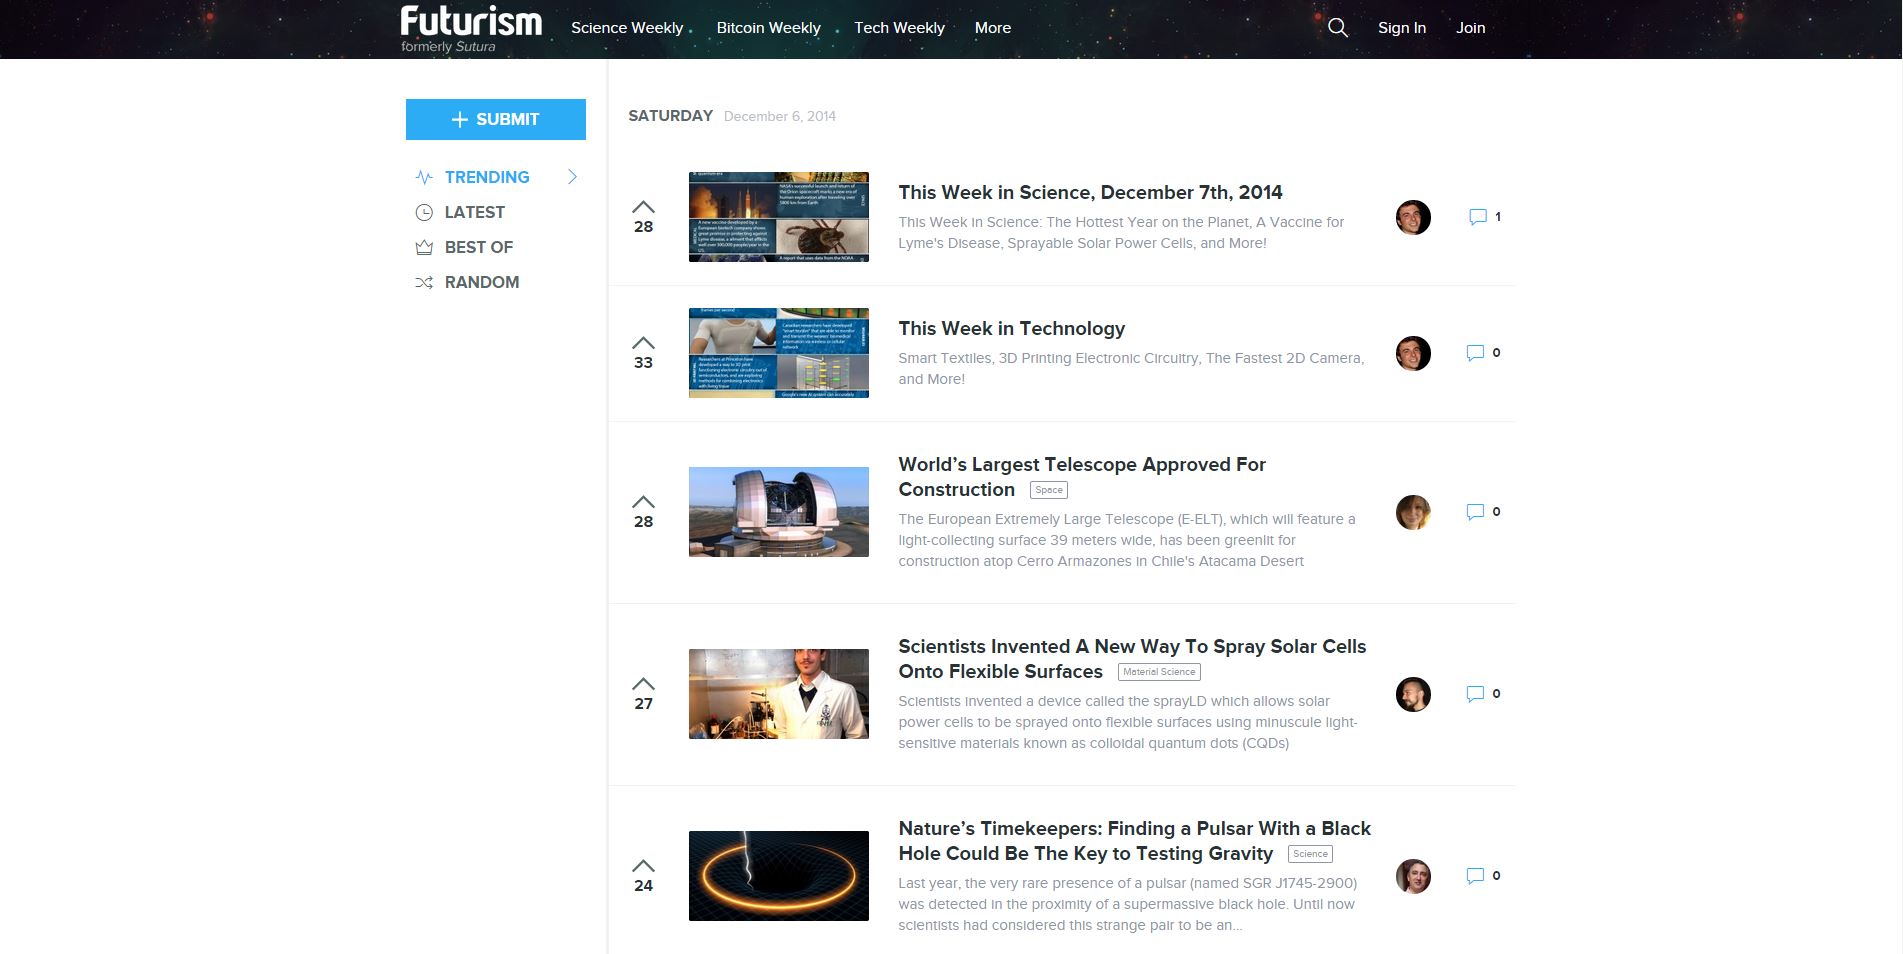 Futurism
formerly Sutura
Science Weekly
Bitcoin Weekly
Tech Weekly
More
Sign In
Join
+ SUBMIT
TRENDING
LATEST
BEST OF
RANDOM
SATURDAY December 6, 2014
28
This Week in Science, December 7th, 2014
This Week in Science: The Hottest Year on the Planet, A Vaccine for
Lyme's Disease, Sprayable Solar Power Cells, and More!
1
33
This Week in Technology
Smart Textiles, 3D Printing Electronic Circuitry, The Fastest 2D Camera,
and More!
0
28
World’s Largest Telescope Approved For
Construction Space
The European Extremely Large Telescope (E-ELT), which will feature a
light-collecting surface 39 meters wide, has been greenlit for
construction atop Cerro Armazones in Chile's Atacama Desert
0
27
Scientists Invented A New Way To Spray Solar Cells
Onto Flexible Surfaces Material Science
Scientists invented a device called the sprayLD which allows solar
power cells to be sprayed onto flexible surfaces using minuscule light-
sensitive materials known as colloidal quantum dots (CQDs)
0
24
Nature’s Timekeepers: Finding a Pulsar With a Black
Hole Could Be The Key to Testing Gravity Science
Last year, the very rare presence of a pulsar (named SGR J1745-2900)
was detected in the proximity of a supermassive black hole. Until now
scientists had considered this strange pair to be an...
0